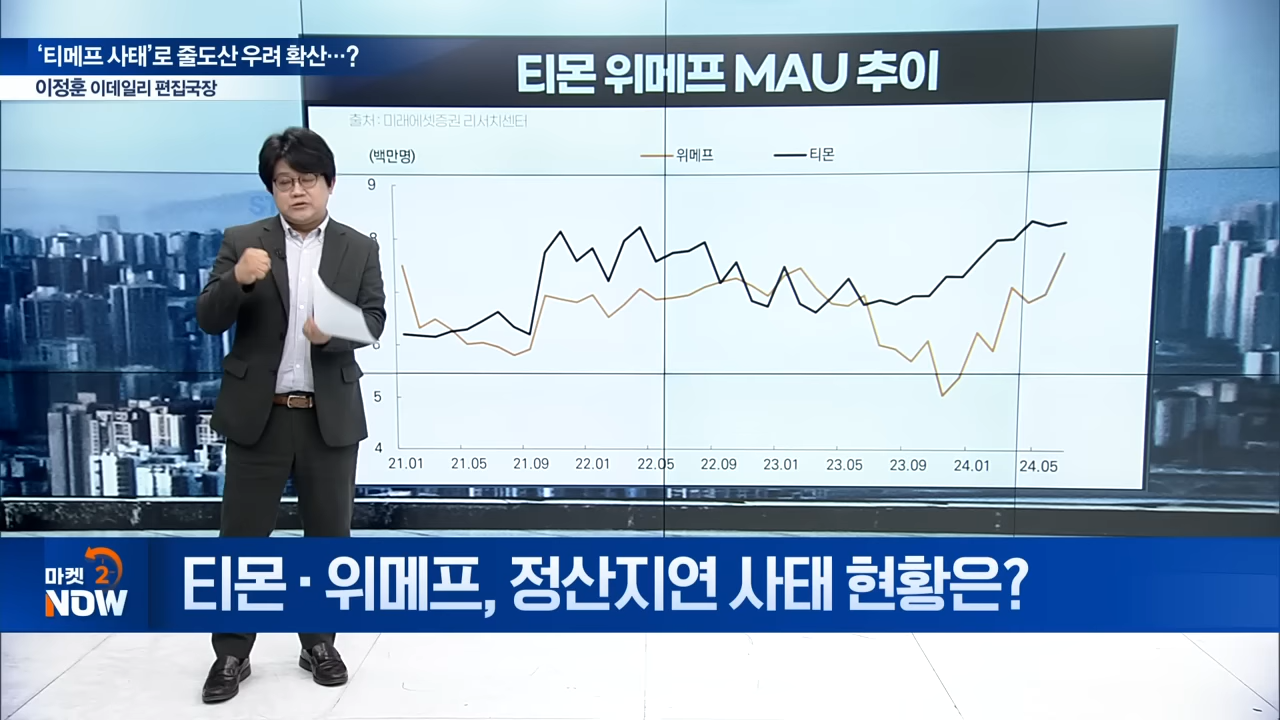 ‘티메프 사태’로 줄도산 우려 확산…?
이정훈 이데일리 편집국장
티몬 위메프 MAU 추이
출처 : 미래에셋증권 리서치센터
(백만명)
위메프
티몬
9
8
6
5
4
21.01 21.05 21.09 22.01 22.05 22.09 23.01 23.05 23.09 24.01 24.05
마켓 2
NOW
티몬·위메프, 정산지연 사태 현황은?